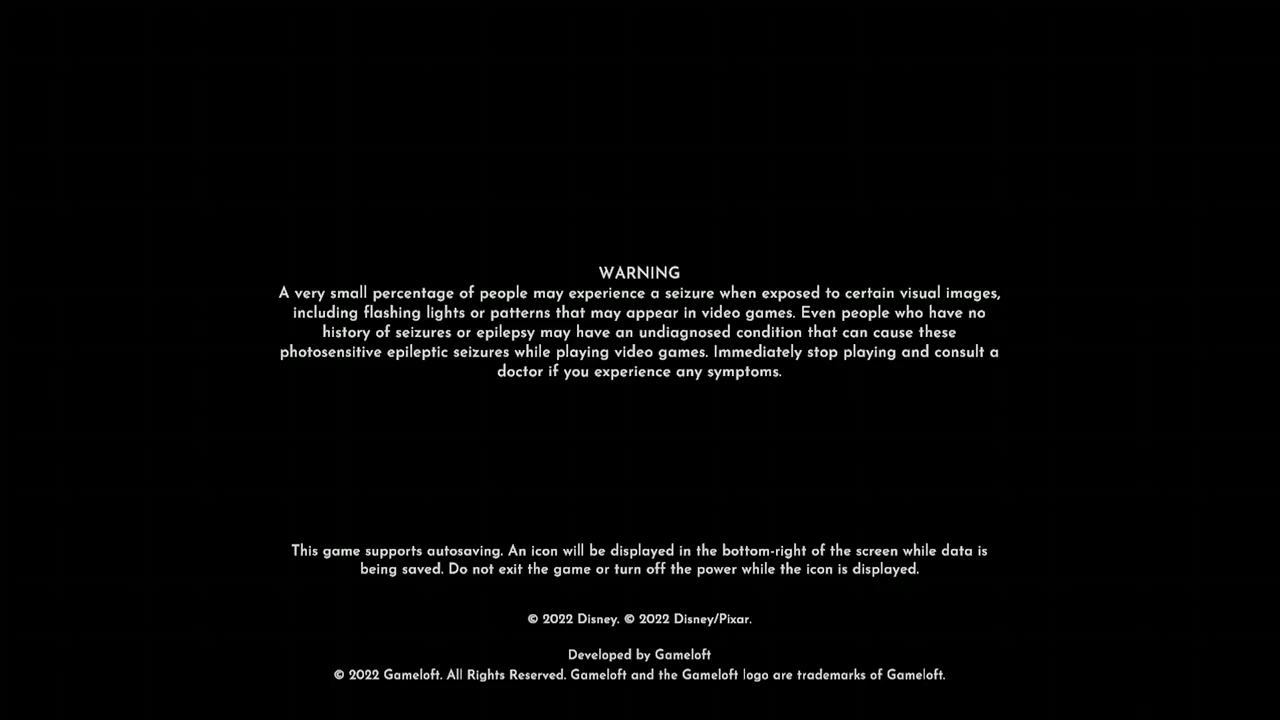 WARNING
A very small percentage of people may experience a seizure when exposed to certain visual images,
including flashing lights or patterns that may appear in video games. Even people who have no
history of seizures or epilepsy may have an undiagnosed condition that can cause these
photosensitive epileptic seizures while playing video games. Immediately stop playing and consult a
doctor if you experience any symptoms.
This game supports autosaving. An icon will be displayed in the bottom-right of the screen while data is
being saved. Do not exit the game or turn off the power while the icon is displayed.
© 2022 Disney. © 2022 Disney/Pixar.
Developed by Gameloft
© 2022 Gameloft. All Rights Reserved. Gameloft and the Gameloft logo are trademarks of Gameloft.